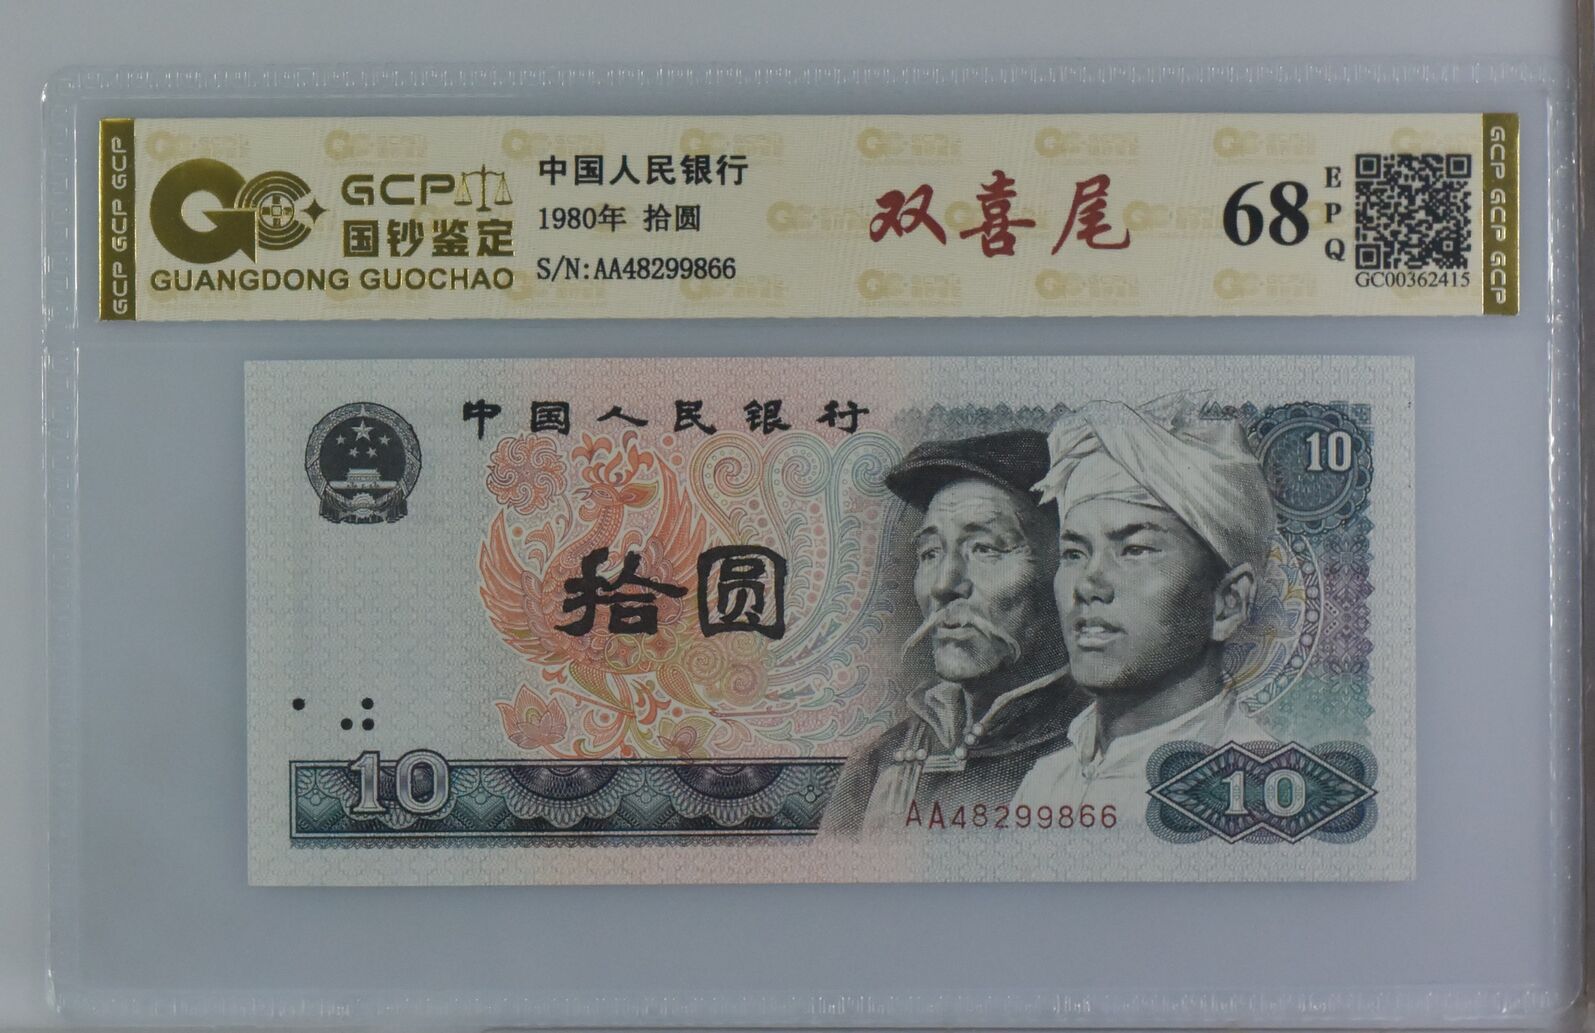 GCP GCP GCP
GCP
国钞鉴定
GUANGDONG GUOCHAO
中国人民银行
1980年 拾圆
S/N:AA48299866
双喜尾
68
EPQ
GC00362415
GCP GCP GCP
中国人民银行
10
拾圆
10
AA48299866
10